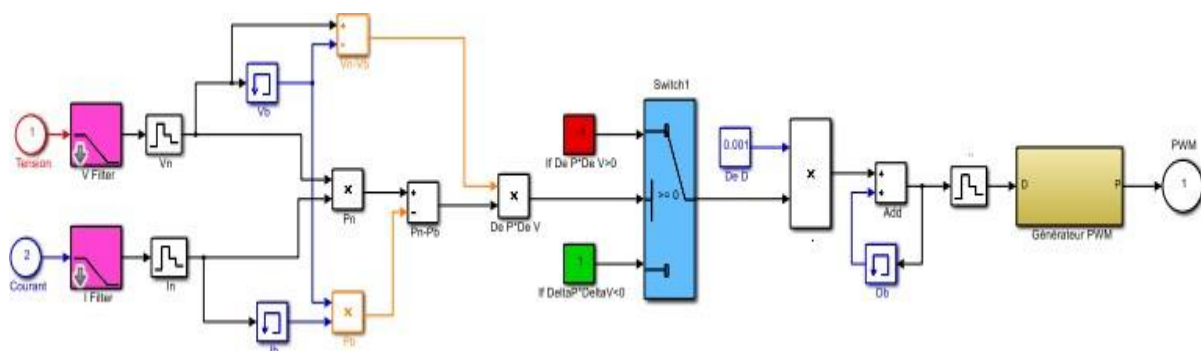 Vn-Vb
Vb
1
Tension
V Filter
Vn
Switch1
If De P*De V>0
>= 0
0.001
De D
x
Pn
Pn-Pb
x
De P*De V
x
.
Add
..
D
P
Générateur PWM
PWM
1
2
Courant
I Filter
In
1
If DeltaP*DeltaV<0
Db
x
Pb
Ib